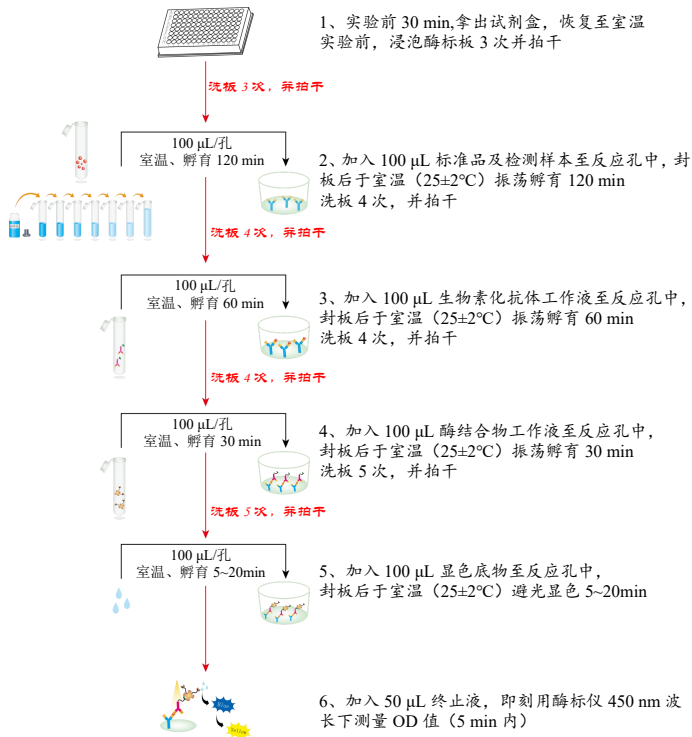 1、实验前 30 min,拿出试剂盒，恢复至室温
实验前，浸泡酶标板 3 次并拍干
洗板 3 次，并拍干
100 μL/孔
室温、孵育 120 min
2、加入 100 μL 标准品及检测样本至反应孔中，封
板后于室温（25±2℃）振荡孵育 120 min
洗板 4 次，并拍干
洗板 4 次，并拍干
100 μL/孔
室温、孵育 60 min
3、加入 100 μL 生物素化抗体工作液至反应孔中，
封板后于室温（25±2℃）振荡孵育 60 min
洗板 4 次，并拍干
洗板 4 次，并拍干
100 μL/孔
室温、孵育 30 min
4、加入 100 μL 酶结合物工作液至反应孔中，
封板后于室温（25±2℃）振荡孵育 30 min
洗板 5 次，并拍干
洗板 5 次，并拍干
100 μL/孔
室温、孵育 5~20min
5、加入 100 μL 显色底物至反应孔中，
封板后于室温（25±2℃）避光显色 5~20min
6、加入 50 μL 终止液，即刻用酶标仪 450 nm 波
长下测量 OD 值（5 min 内）
Blue
Yellow